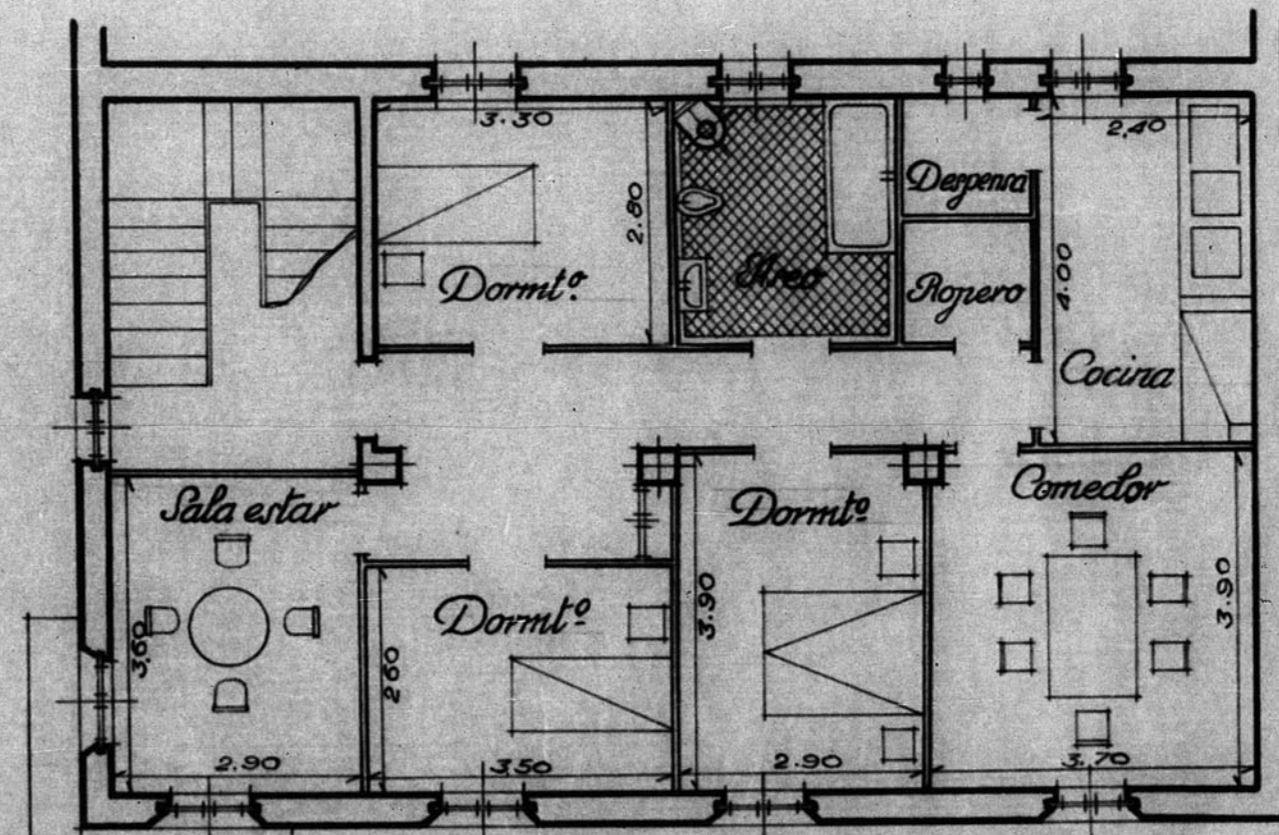 3.30
2.40
Despensa
2.80
Aseo
Ropero
4.00
Dormtº.
Cocina
Sala estar
Dormtº
Comedor
Dormtº
3.60
2.60
3.90
3.90
2.90
3.50
2.90
3.70